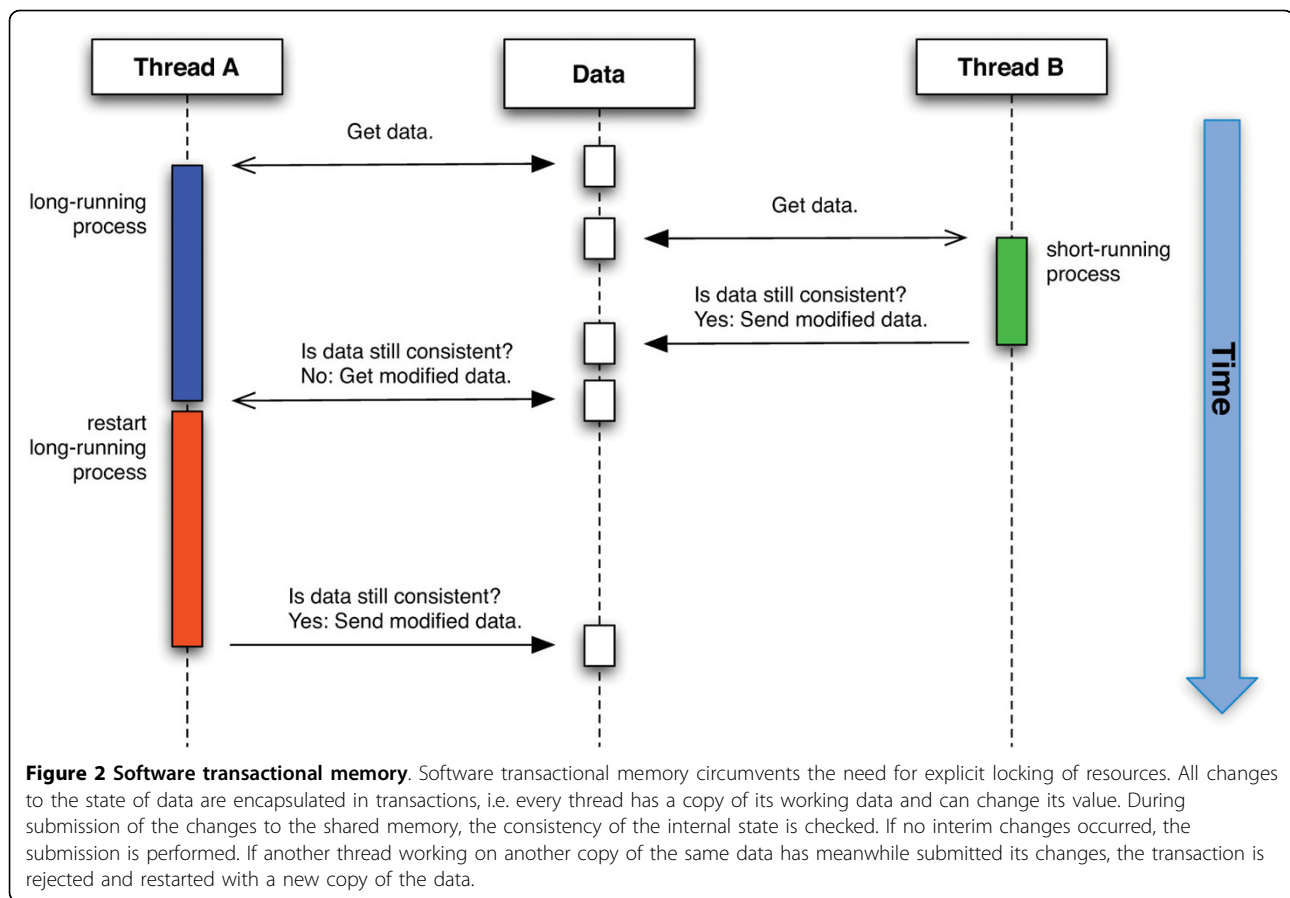 Thread A
Data
Thread B
Get data.
long-running
process
Get data.
short-running
process
Is data still consistent?
Yes: Send modified data.
Is data still consistent?
No: Get modified data.
restart
long-running
process
Is data still consistent?
Yes: Send modified data.
Time
Figure 2 Software transactional memory. Software transactional memory circumvents the need for explicit locking of resources. All changes
to the state of data are encapsulated in transactions, i.e. every thread has a copy of its working data and can change its value. During
submission of the changes to the shared memory, the consistency of the internal state is checked. If no interim changes occurred, the
submission is performed. If another thread working on another copy of the same data has meanwhile submitted its changes, the transaction is
rejected and restarted with a new copy of the data.